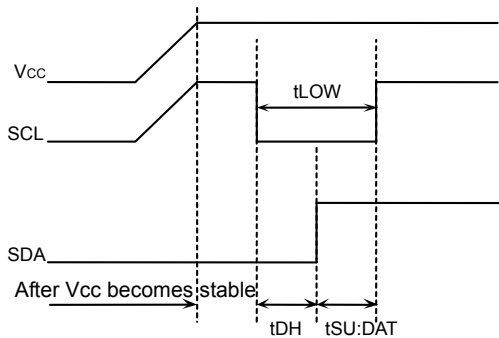 Vcc
tLOW
SCL
SDA
After Vcc becomes stable
tDH
tSU:DAT